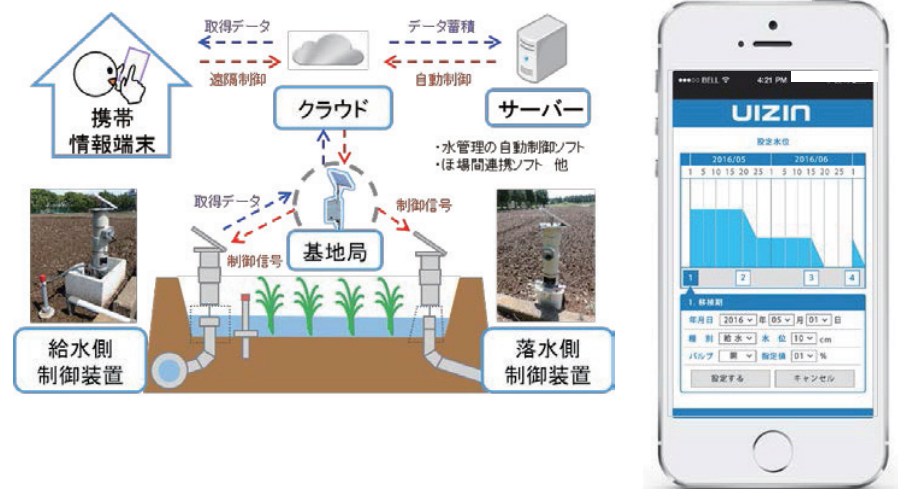 取得データ
データ蓄積
遠隔制御
自動制御
クラウド
サーバー
携帯
情報端末
・水管理の自動制御ソフト
・ほ場間連携ソフト 他
取得データ
制御信号
制御信号
基地局
給水側
制御装置
落水側
制御装置
BELL 4:21 PM
UIZIN
設定水位
2016/05 2016/06
1 5 10 15 20 25 1 5 10 15 20 25 1
1 2 3 4
1. 移植期
年月日 2016 年 05 月 01 日
種別 給水 水位 10 cm
バルブ 開 指定値 01 %
設定する キャンセル